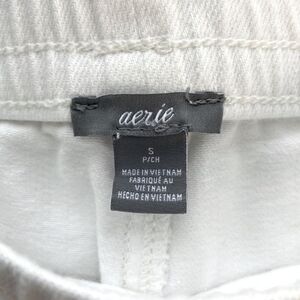 aerie
S
P/CH
MADE IN VIETNAM
FABRIQUÉ AU
VIETNAM
HECHO EN VIETNAM